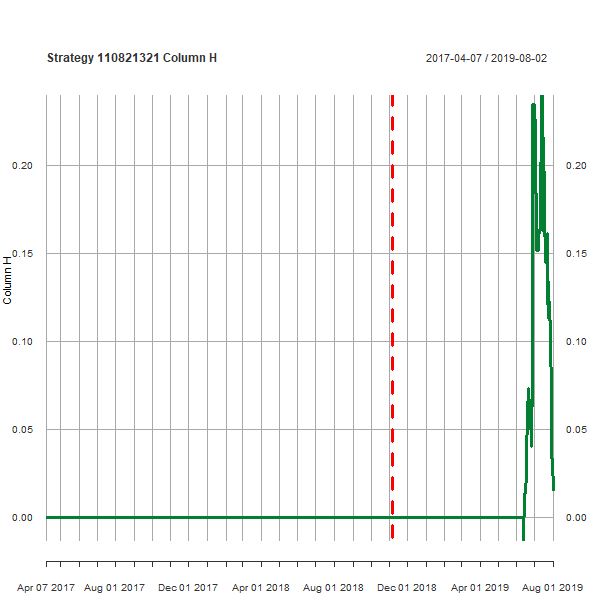 Strategy 110821321 Column H
2017-04-07 / 2019-08-02
0.20 0.20
0.15 0.15
Column H
0.10 0.10
0.05 0.05
0.00 0.00
Apr 07 2017 Aug 01 2017 Dec 01 2017 Apr 01 2018 Aug 01 2018 Dec 01 2018 Apr 01 2019 Aug 01 2019